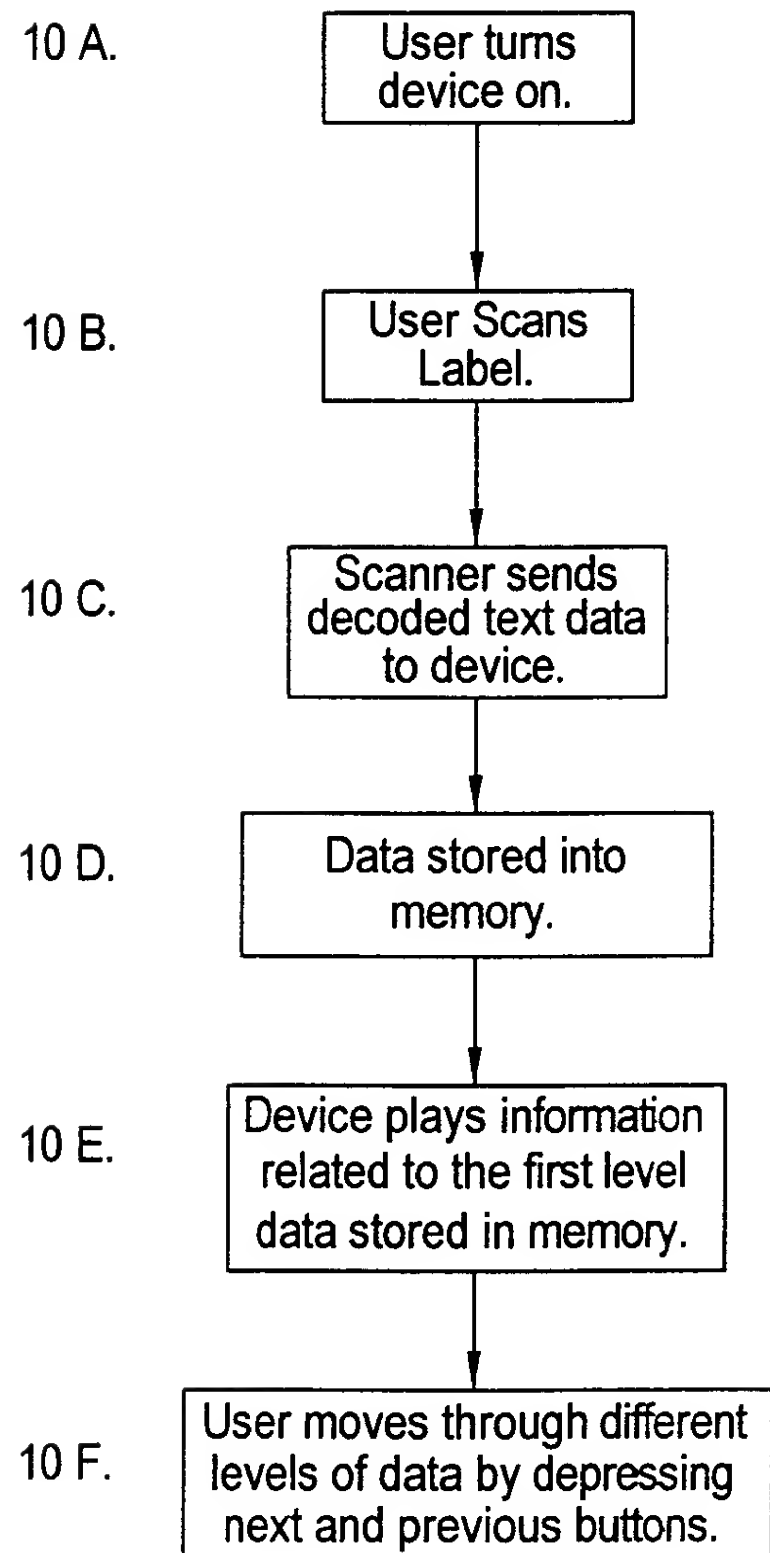 10 A.
User turns
device on.
10 B.
User Scans
Label.
10 C.
Scanner sends
decoded text data
to device.
10 D.
Data stored into
memory.
10 E.
Device plays information
related to the first level
data stored in memory.
10 F.
User moves through different
levels of data by depressing
next and previous buttons.